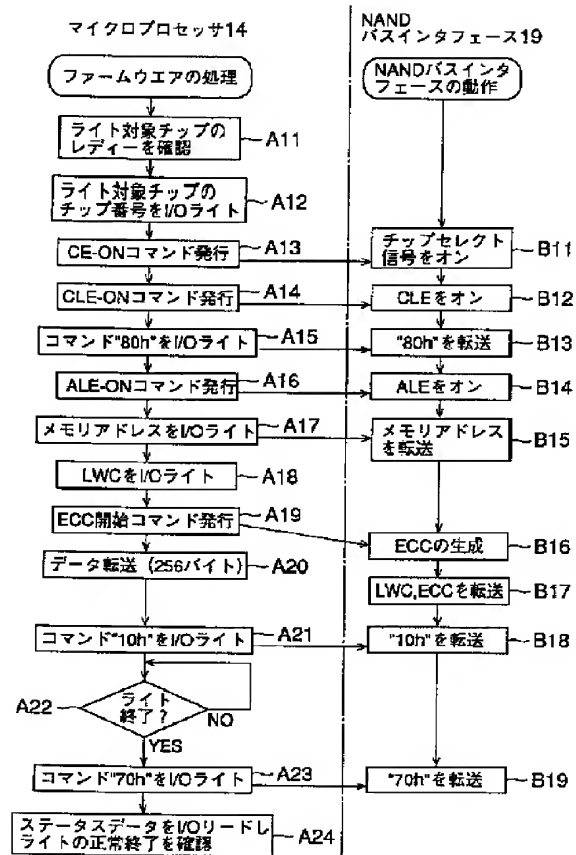 マイクロプロセッサ14
NAND
バスインタフェース19
ファームウエアの処理
NANDバスインタ
フェースの動作
ライト対象チップの
レディーを確認
A11
ライト対象チップの
チップ番号をI/Oライト
A12
CE-ONコマンド発行
A13
チップセレクト
信号をオン
B11
CLE-ONコマンド発行
A14
CLEをオン
B12
コマンド"80h"をI/Oライト
A15
"80h"を転送
B13
ALE-ONコマンド発行
A16
ALEをオン
B14
メモリアドレスをI/Oライト
A17
メモリアドレス
を転送
B15
LWCをI/Oライト
A18
ECC開始コマンド発行
A19
ECCの生成
B16
データ転送（256バイト）
A20
LWC,ECCを転送
B17
コマンド"10h"をI/Oライト
A21
"10h"を転送
B18
ライト
終了？
A22
NO
YES
コマンド"70h"をI/Oライト
A23
"70h"を転送
B19
ステータスデータをI/Oリードし
ライトの正常終了を確認
A24